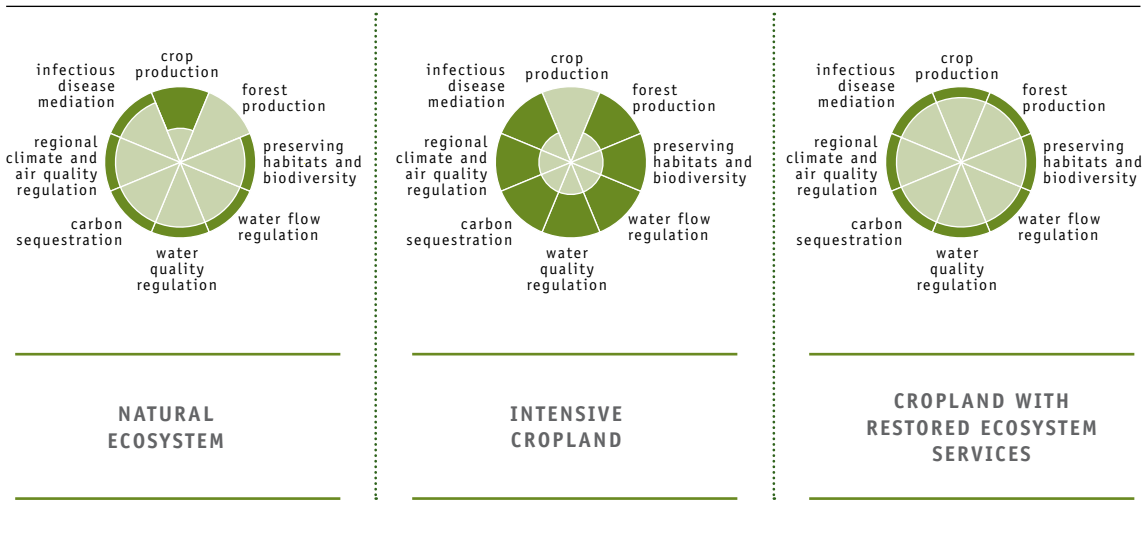 crop
production
infectious
disease
mediation
forest
production
regional
climate and
air quality
regulation
preserving
habitats and
biodiversity
carbon
sequestration
water flow
regulation
water
quality
regulation
NATURAL
ECOSYSTEM
crop
production
infectious
disease
mediation
forest
production
regional
climate and
air quality
regulation
preserving
habitats and
biodiversity
carbon
sequestration
water flow
regulation
water
quality
regulation
INTENSIVE
CROPLAND
crop
production
infectious
disease
mediation
forest
production
regional
climate and
air quality
regulation
preserving
habitats and
biodiversity
carbon
sequestration
water flow
regulation
water
quality
regulation
CROPLAND WITH
RESTORED ECOSYSTEM
SERVICES